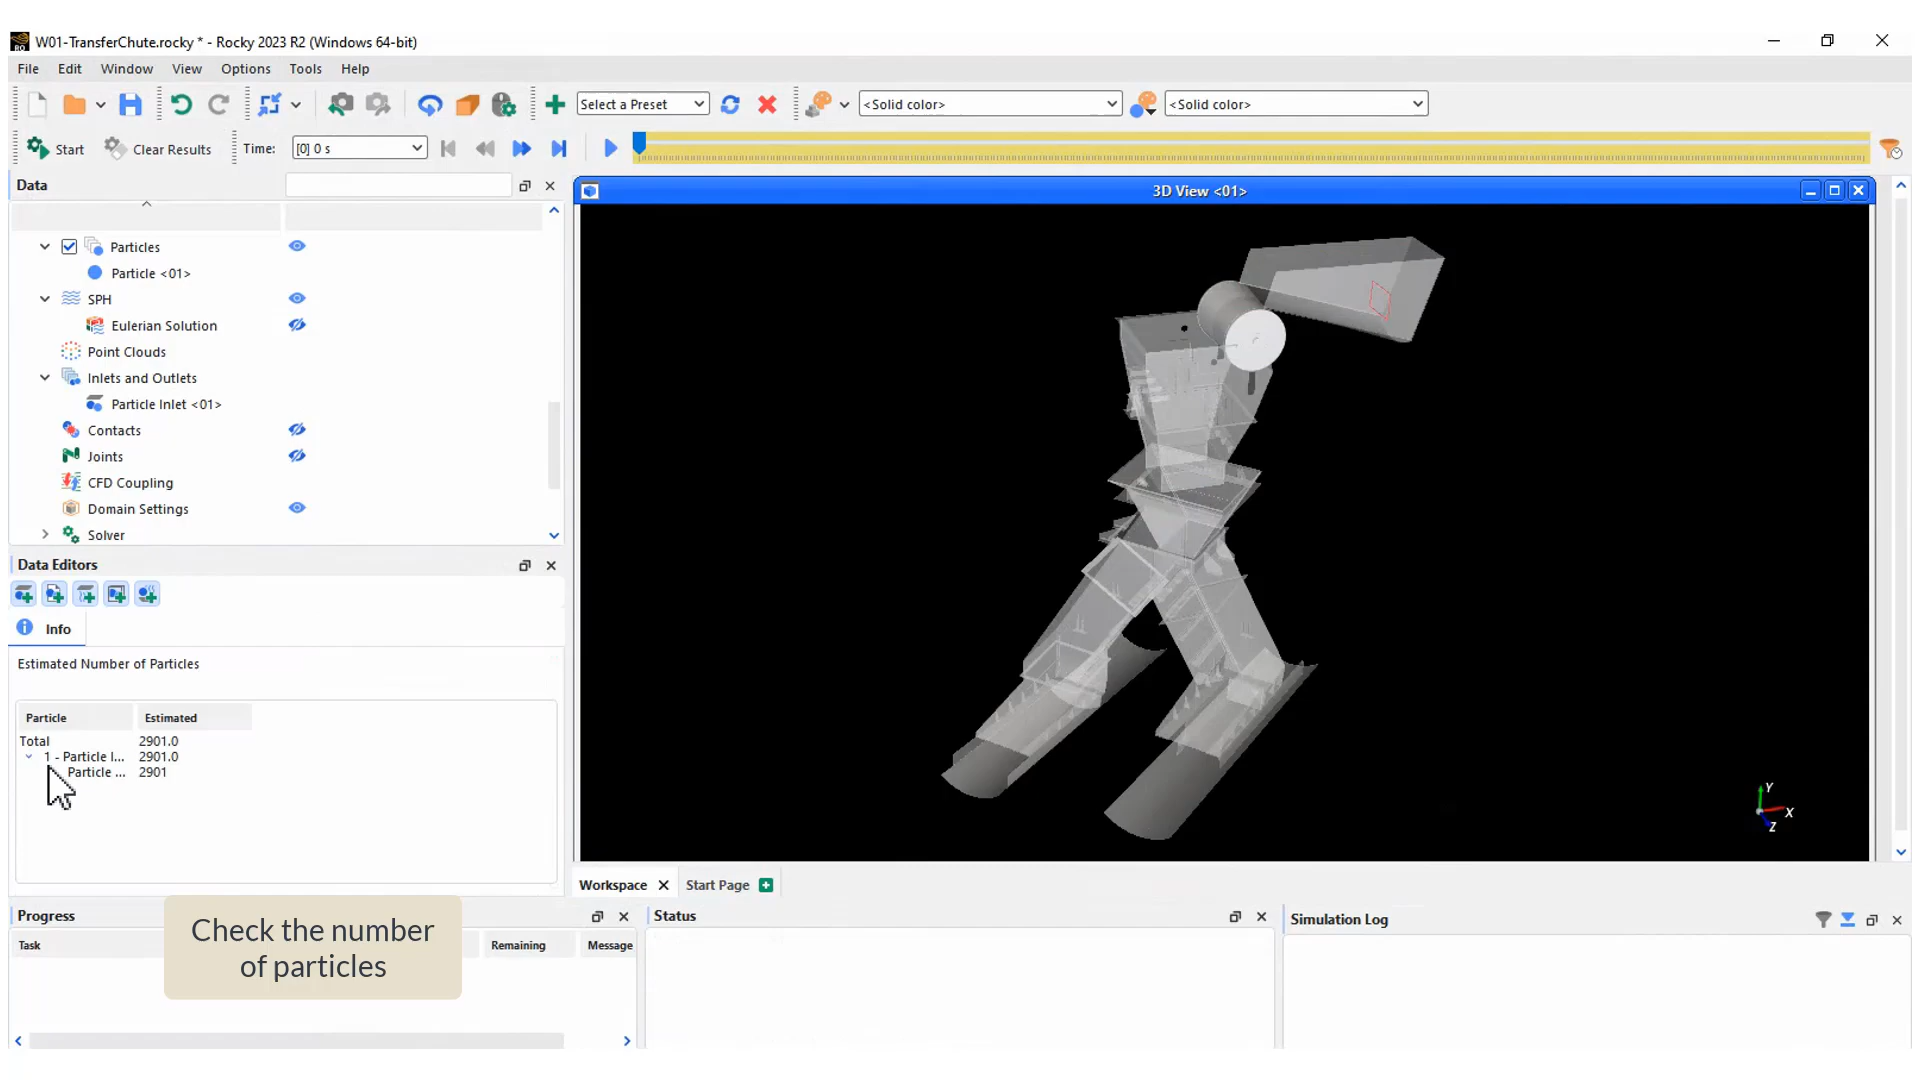 W01-TransferChute.rocky * - Rocky 2023 R2 (Windows 64-bit)
File Edit Window View Options Tools Help
Select a Preset <Solid color> <Solid color>
Start Clear Results Time: [0] 0 s
Data
3D View <01>
Particles
Particle <01>
SPH
Eulerian Solution
Point Clouds
Inlets and Outlets
Particle Inlet <01>
Contacts
Joints
CFD Coupling
Domain Settings
Solver
Data Editors
Info
Estimated Number of Particles
Particle Estimated
Total 2901.0
1 - Particle I... 2901.0
Particle ... 2901
Y
X
Z
Workspace Start Page
Progress
Status
Simulation Log
Task Remaining Message
Check the number
of particles